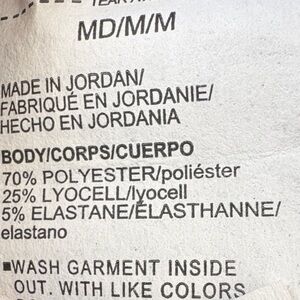 MD/M/M
MADE IN JORDAN/
FABRIQUÉ EN JORDANIE/
HECHO EN JORDANIA
BODY/CORPS/CUERPO
70% POLYESTER/poliéster
25% LYOCELL/lyocell
5% ELASTANE/ÉLASTHANNE/
elastano
■WASH GARMENT INSIDE
OUT. WITH LIKE COLORS